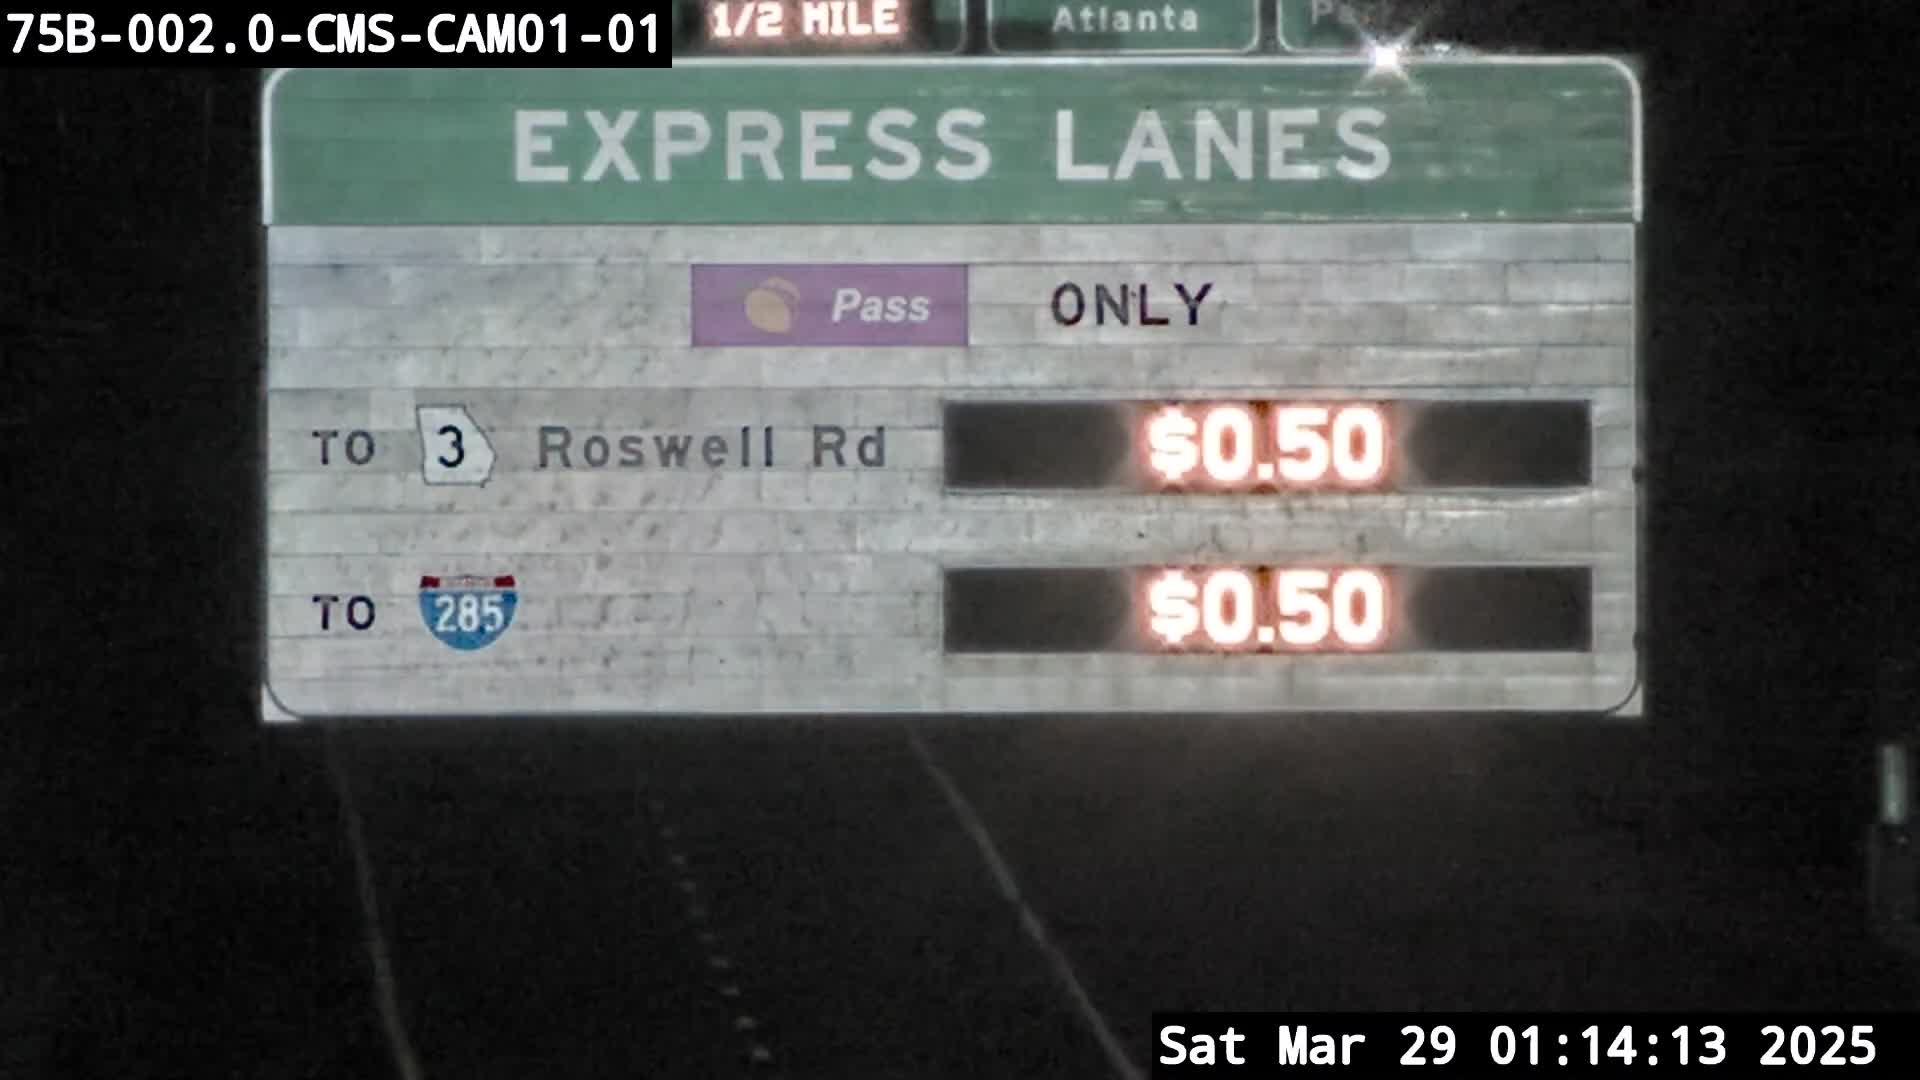 75B-002.0-CMS-CAM01-01
1/2 MILE
Atlanta
EXPRESS LANES
Pass ONLY
TO 3 Roswell Rd $0.50
TO 285 $0.50
Sat Mar 29 01:14:13 2025